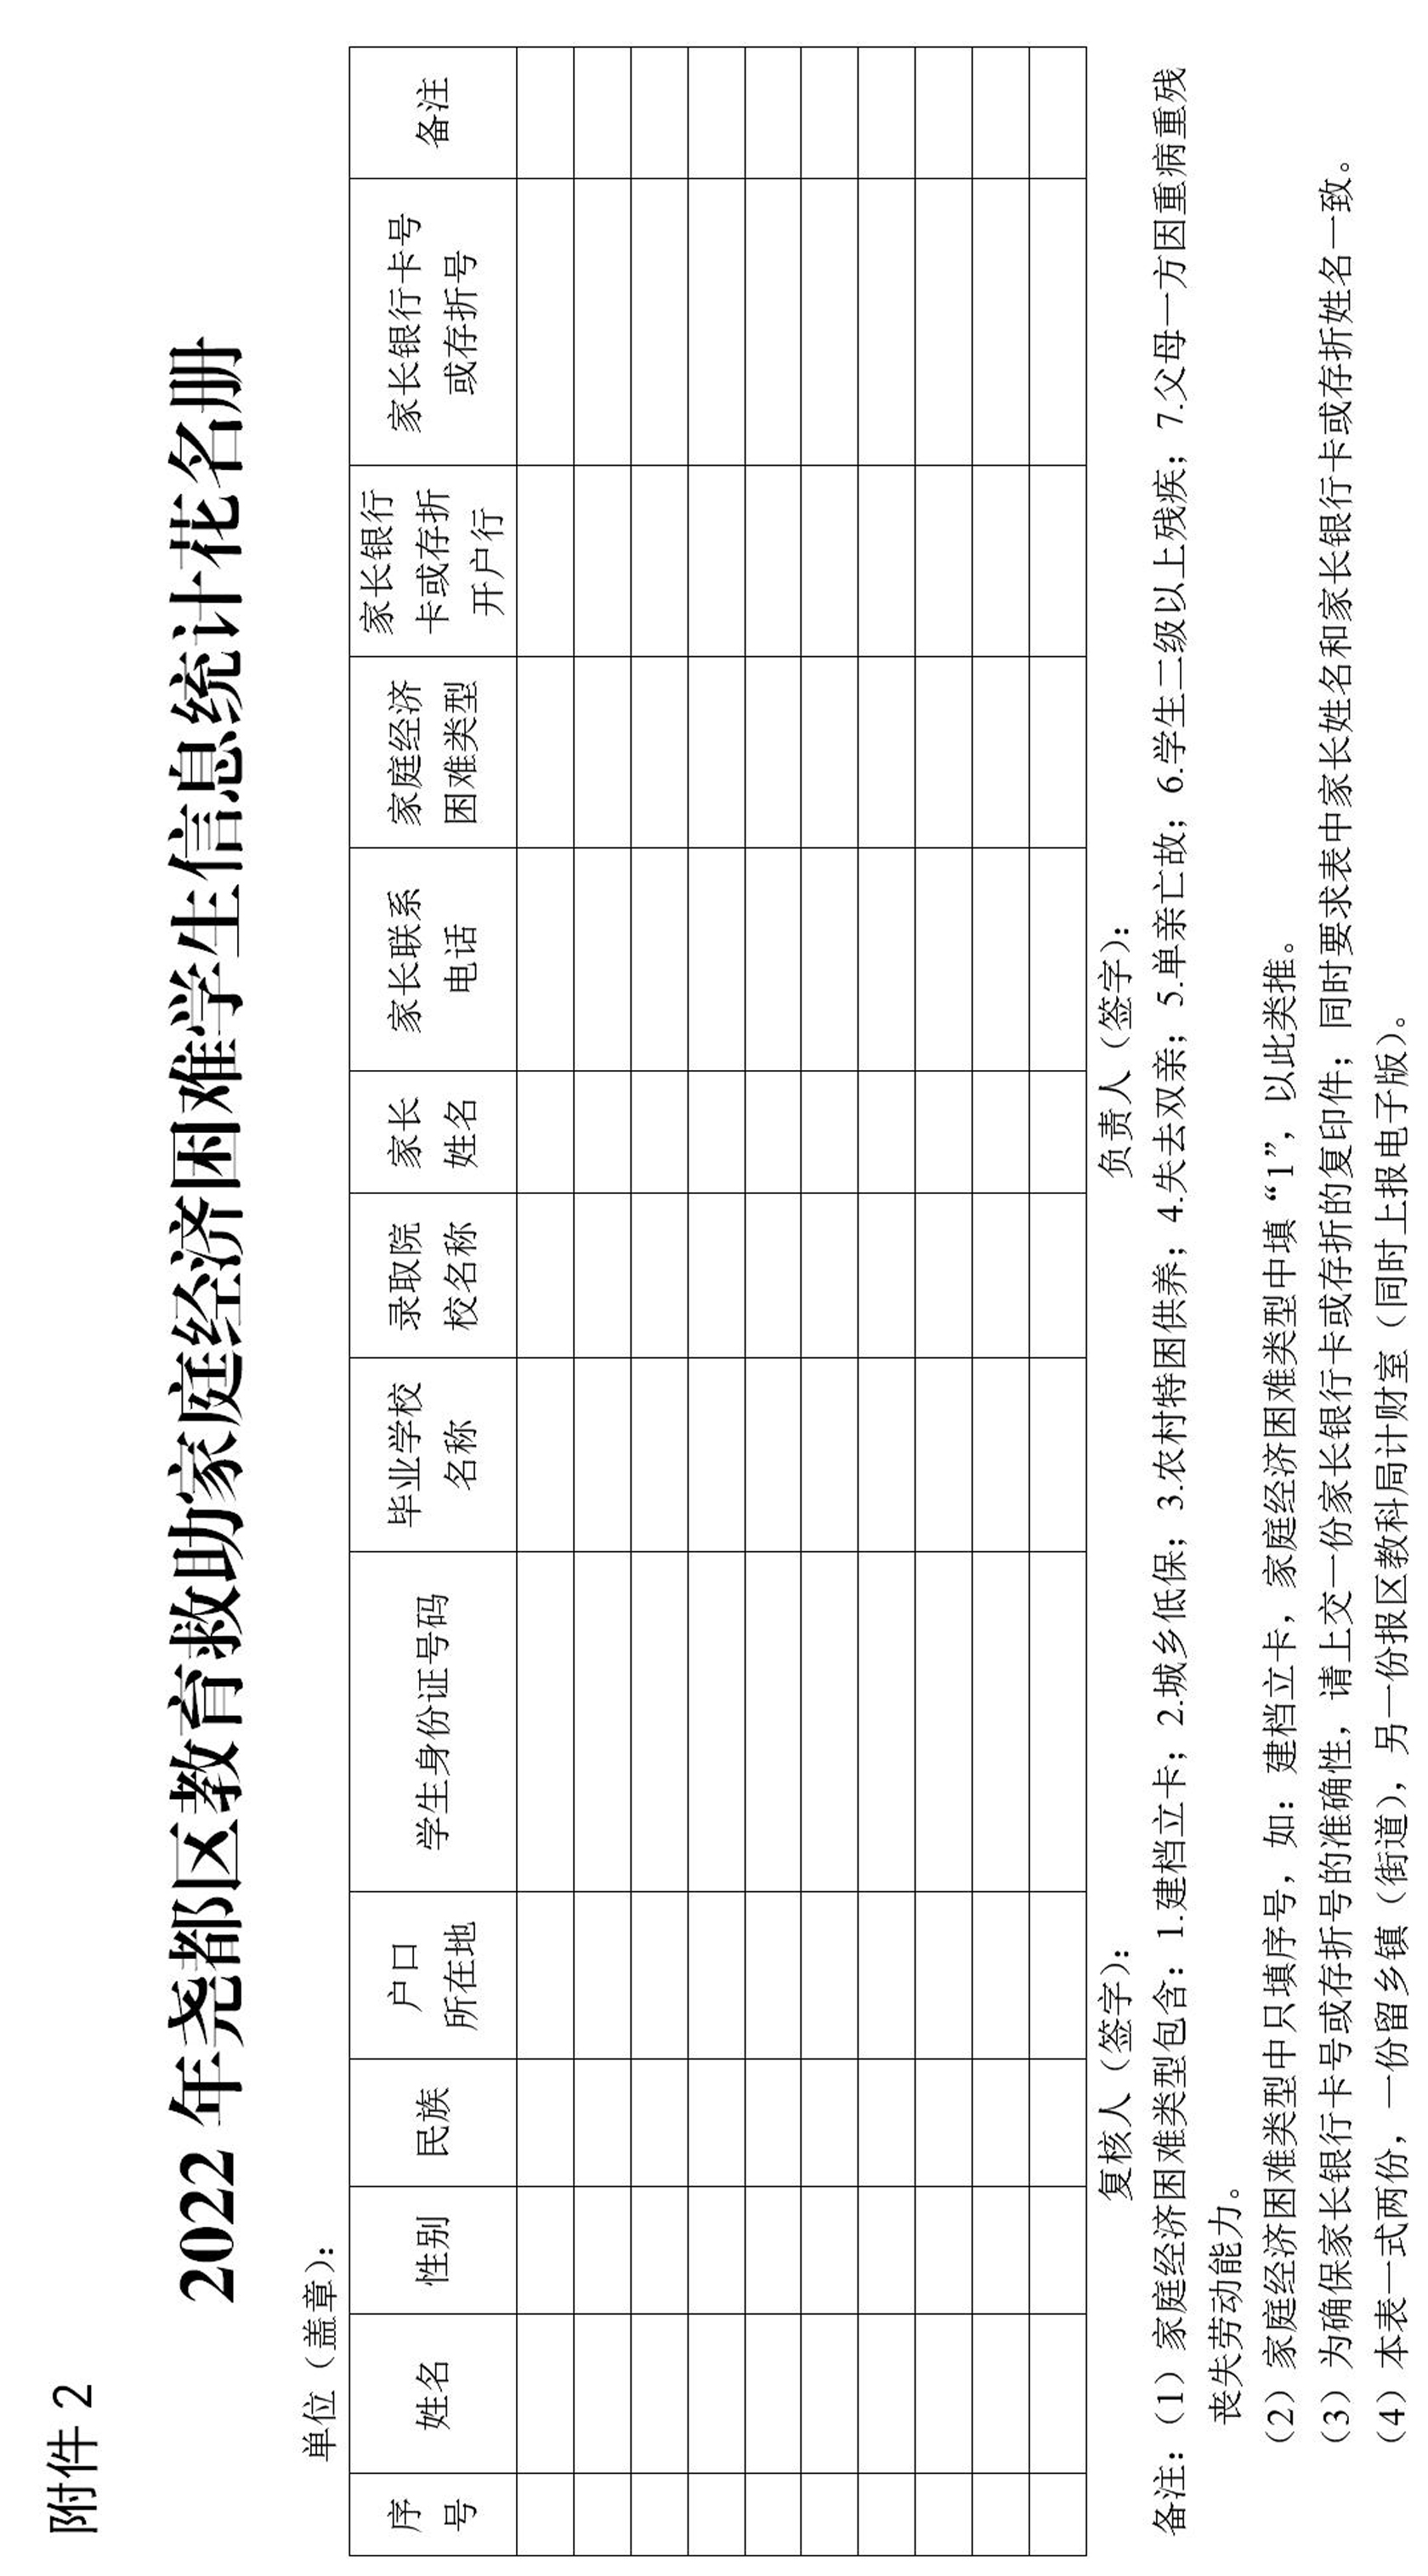 附件 2
2022 年尧都区教育救助家庭经济困难学生信息统计花名册
单位（盖章）：
序号 姓名 性别 民族 户口所在地 学生身份证号码 毕业学校名称 录取院校名称 家长姓名 家长联系电话 家庭经济困难类型 家长银行卡或存折开户行 家长银行卡号或存折号 备注
复核人（签字）： 负责人（签字）：
备注：（1）家庭经济困难类型包含：1.建档立卡；2.城乡低保；3.农村特困供养；4.失去双亲；5.单亲亡故；6.学生二级以上残疾；7.父母一方因重病重残
丧失劳动能力。
（2）家庭经济困难类型中只填序号，如：建档立卡，家庭经济困难类型中填“1”，以此类推。
（3）为确保家长银行卡号或存折号的准确性，请上交一份家长银行卡或存折的复印件；同时要求表中家长姓名和家长银行卡或存折姓名一致。
（4）本表一式两份，一份留乡镇（街道），另一份报区教科局计财室（同时上报电子版）。